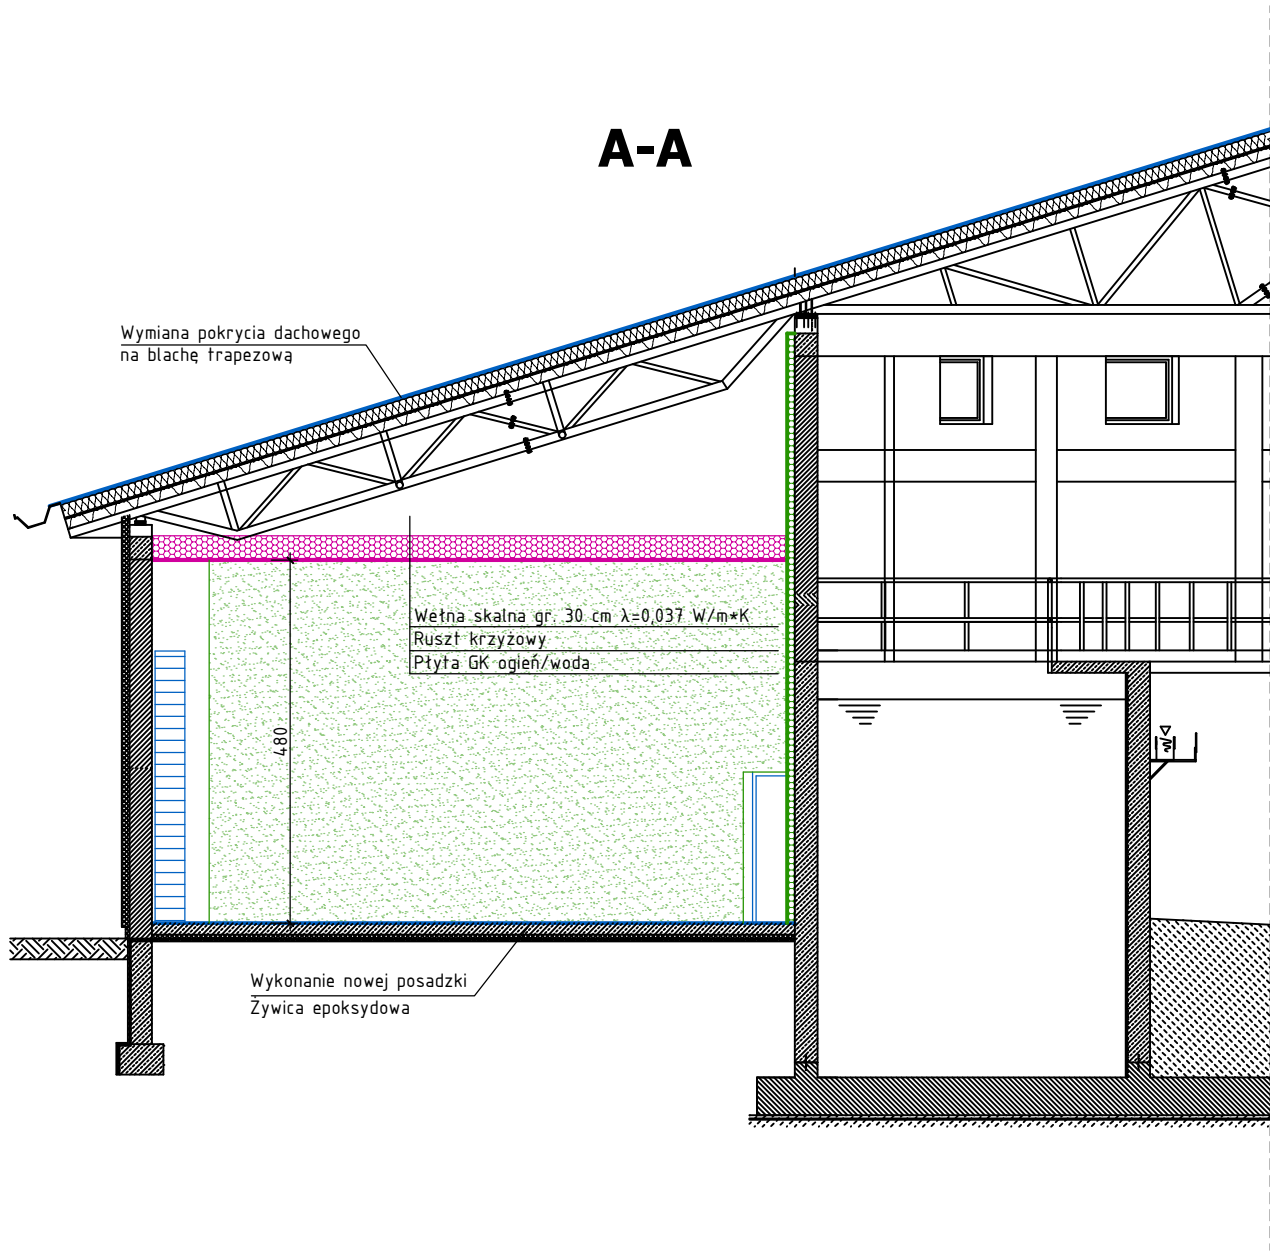 A-A
Wymiana pokrycia dachowego
na blachę trapezową
Wełna skalna gr. 30 cm λ=0,037 W/m*K
Ruszt krzyżowy
Płyta GK ogień/woda
480
Wykonanie nowej posadzki
Żywica epoksydowa